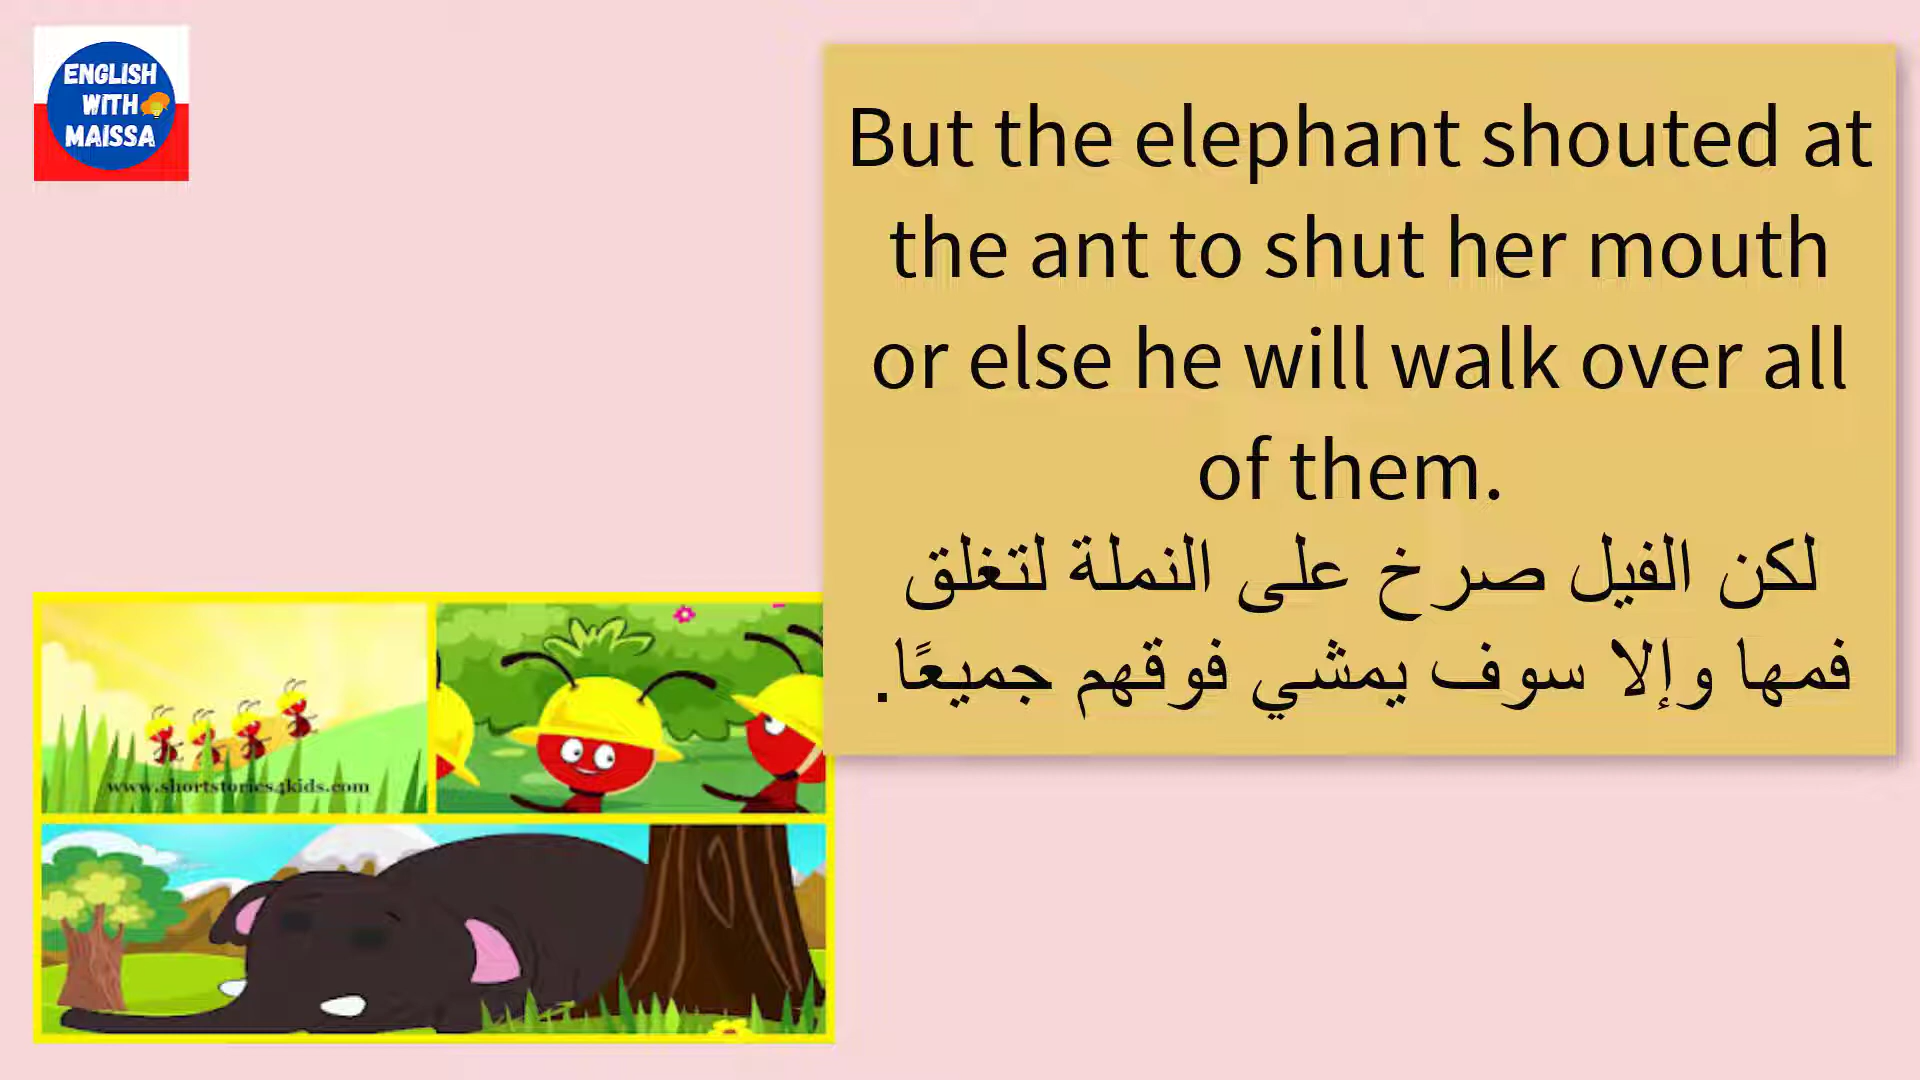 ENGLISH
WITH
MAISSA
But the elephant shouted at
the ant to shut her mouth
or else he will walk over all
of them.
لكن الفيل صرخ على النملة لتغلق
فمها وإلا سوف يمشي فوقهم جميعًا.
www.shortstories4kids.com